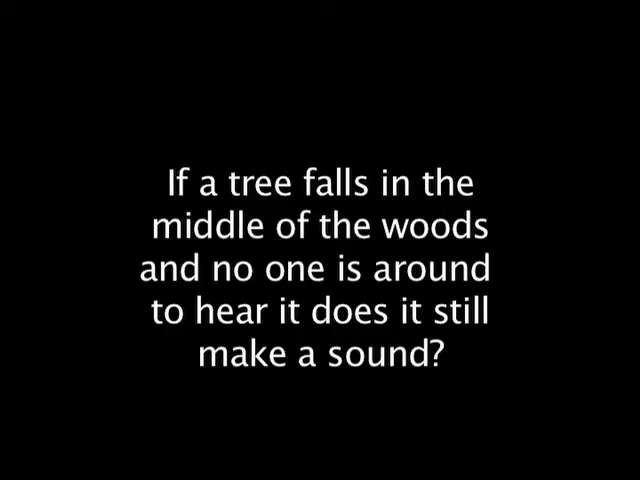 If a tree falls in the
middle of the woods
and no one is around
to hear it does it still
make a sound?